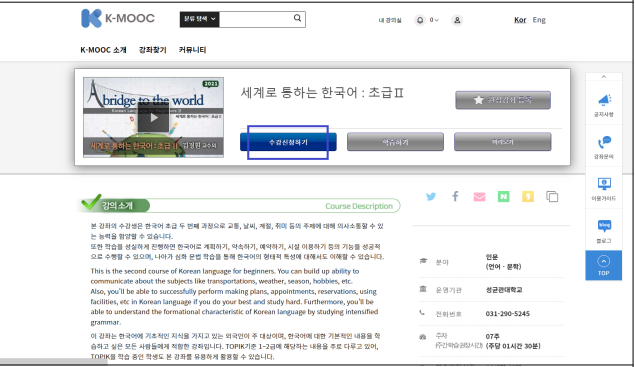 K-MOOC
분류 탐색
내 강의실
0
Kor Eng
K-MOOC 소개 강좌찾기 커뮤니티
2021
A bridge to the world
세계로 통하는 한국어 : 초급 II 김경훤 교수외
세계로 통하는 한국어 : 초급 II
관심강좌 등록
수강신청하기
학습하기
미리보기
공지사항
강좌문의
이용가이드
blog
블로그
TOP
강의 소개
Course Description
본 강좌의 수강생은 한국어 초급 두 번째 과정으로 교통, 날씨, 계절, 취미 등의 주제에 대해 의사소통할 수 있
는 능력을 함양할 수 있습니다.
또한 학습을 성실하게 진행하면 한국어로 계획하기, 약속하기, 예약하기, 시설 이용하기 등의 기능을 성공적
으로 수행할 수 있으며, 나아가 심화 문법 학습을 통해 한국어의 형태적 특성에 대해서도 이해할 수 있습니다.
This is the second course of Korean language for beginners. You can build up ability to
communicate about the subjects like transportations, weather, season, hobbies, etc.
Also, you'll be able to successfully perform making plans, appointments, reservations, using
facilities, etc in Korean language if you do your best and study hard. Furthermore, you'll be
able to understand the formational characteristic of Korean language by studying intensified
grammar.
이 강좌는 한국어에 기초적인 지식을 가지고 있는 외국인이 주 대상이며, 한국어에 대한 기본적인 내용을 학
습하고 싶은 모든 사람들에게 적합한 강좌입니다. TOPIK기준 1~2급에 해당하는 내용을 주로 다루고 있어,
TOPIK을 학습 중인 학생도 본 강좌를 유용하게 활용할 수 있습니다.
분야
인문
(언어 · 문학)
운영기관 성균관대학교
전화번호 031-290-5245
주차
(주간학습권장시간)
07주
(주당 01시간 30분)